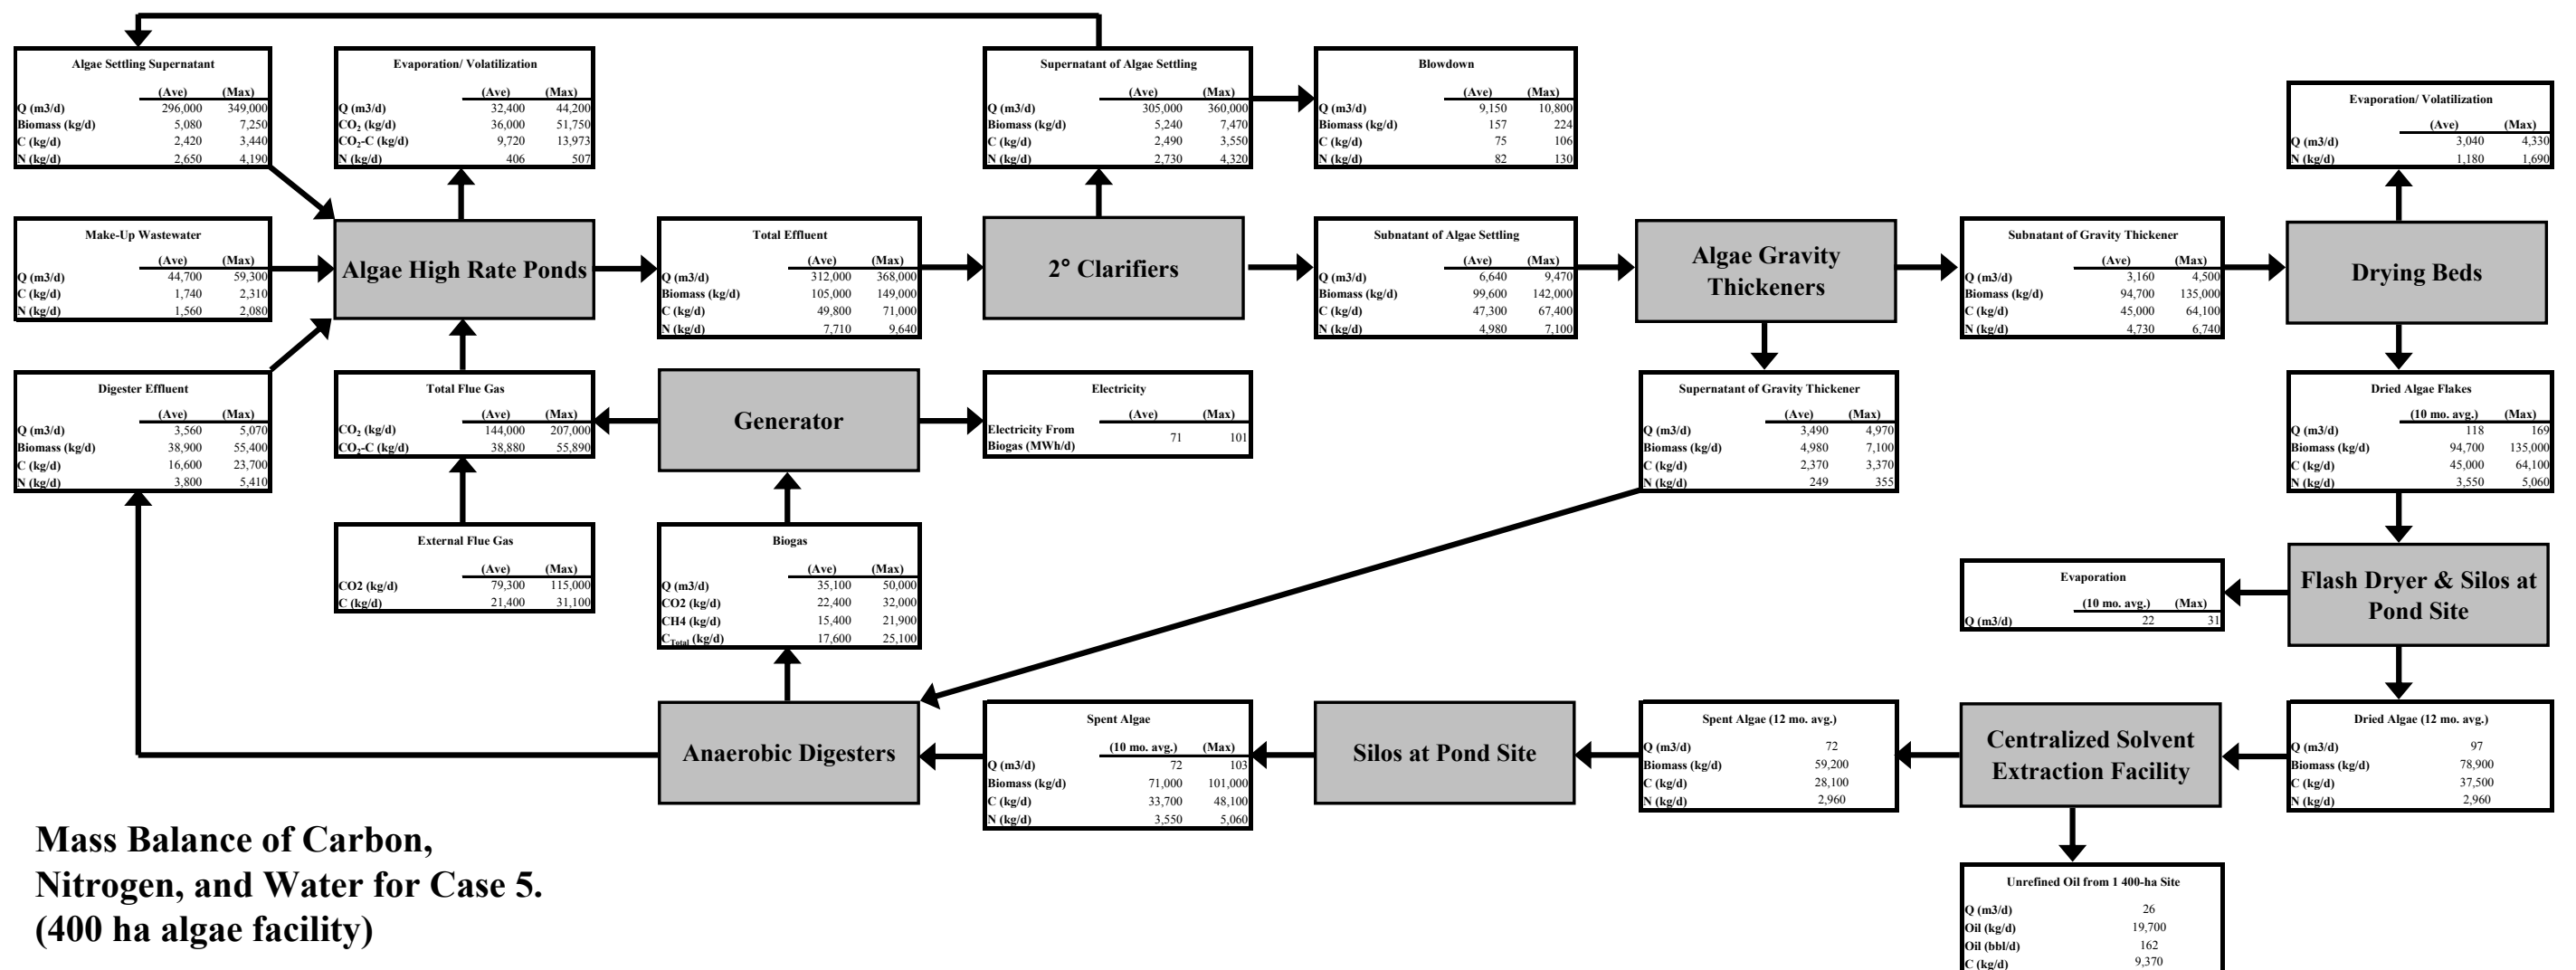 Algae Settling Supernatant
(Ave) (Max)
Q (m3/d) 296,000 349,000
Biomass (kg/d) 5,080 7,250
C (kg/d) 2,420 3,440
N (kg/d) 2,650 4,190
Evaporation/ Volatilization
(Ave) (Max)
Q (m3/d) 32,400 44,200
CO₂ (kg/d) 36,000 51,750
CO₂-C (kg/d) 9,720 13,973
N (kg/d) 406 507
Supernatant of Algae Settling
(Ave) (Max)
Q (m3/d) 305,000 360,000
Biomass (kg/d) 5,240 7,470
C (kg/d) 2,490 3,550
N (kg/d) 2,730 4,320
Blowdown
(Ave) (Max)
Q (m3/d) 9,150 10,800
Biomass (kg/d) 157 224
C (kg/d) 75 106
N (kg/d) 82 130
Evaporation/ Volatilization
(Ave) (Max)
Q (m3/d) 3,040 4,330
N (kg/d) 1,180 1,690
Make-Up Wastewater
(Ave) (Max)
Q (m3/d) 44,700 59,300
C (kg/d) 1,740 2,310
N (kg/d) 1,560 2,080
Algae High Rate Ponds
Total Effluent
(Ave) (Max)
Q (m3/d) 312,000 368,000
Biomass (kg/d) 105,000 149,000
C (kg/d) 49,800 71,000
N (kg/d) 7,710 9,640
2° Clarifiers
Subnatant of Algae Settling
(Ave) (Max)
Q (m3/d) 6,640 9,470
Biomass (kg/d) 99,600 142,000
C (kg/d) 47,300 67,400
N (kg/d) 4,980 7,100
Algae Gravity
Thickeners
Subnatant of Gravity Thickener
(Ave) (Max)
Q (m3/d) 3,160 4,500
Biomass (kg/d) 94,700 135,000
C (kg/d) 45,000 64,100
N (kg/d) 4,730 6,740
Drying Beds
Digester Effluent
(Ave) (Max)
Q (m3/d) 3,560 5,070
Biomass (kg/d) 38,900 55,400
C (kg/d) 16,600 23,700
N (kg/d) 3,800 5,410
Total Flue Gas
(Ave) (Max)
CO₂ (kg/d) 144,000 207,000
CO₂-C (kg/d) 38,880 55,890
Generator
Electricity
(Ave) (Max)
Electricity From
Biogas (MWh/d) 71 101
Supernatant of Gravity Thickener
(Ave) (Max)
Q (m3/d) 3,490 4,970
Biomass (kg/d) 4,980 7,100
C (kg/d) 2,370 3,370
N (kg/d) 249 355
Dried Algae Flakes
(10 mo. avg.) (Max)
Q (m3/d) 118 169
Biomass (kg/d) 94,700 135,000
C (kg/d) 45,000 64,100
N (kg/d) 3,550 5,060
External Flue Gas
(Ave) (Max)
CO2 (kg/d) 79,300 115,000
C (kg/d) 21,400 31,100
Biogas
(Ave) (Max)
Q (m3/d) 35,100 50,000
CO2 (kg/d) 22,400 32,000
CH4 (kg/d) 15,400 21,900
C_Total (kg/d) 17,600 25,100
Evaporation
(10 mo. avg.) (Max)
Q (m3/d) 22 31
Flash Dryer & Silos at
Pond Site
Anaerobic Digesters
Spent Algae
(10 mo. avg.) (Max)
Q (m3/d) 72 103
Biomass (kg/d) 71,000 101,000
C (kg/d) 33,700 48,100
N (kg/d) 3,550 5,060
Silos at Pond Site
Spent Algae (12 mo. avg.)
Q (m3/d) 72
Biomass (kg/d) 59,200
C (kg/d) 28,100
N (kg/d) 2,960
Centralized Solvent
Extraction Facility
Dried Algae (12 mo. avg.)
Q (m3/d) 97
Biomass (kg/d) 78,900
C (kg/d) 37,500
N (kg/d) 2,960
Mass Balance of Carbon,
Nitrogen, and Water for Case 5.
(400 ha algae facility)
Unrefined Oil from 1 400-ha Site
Q (m3/d) 26
Oil (kg/d) 19,700
Oil (bbl/d) 162
C (kg/d) 9,370